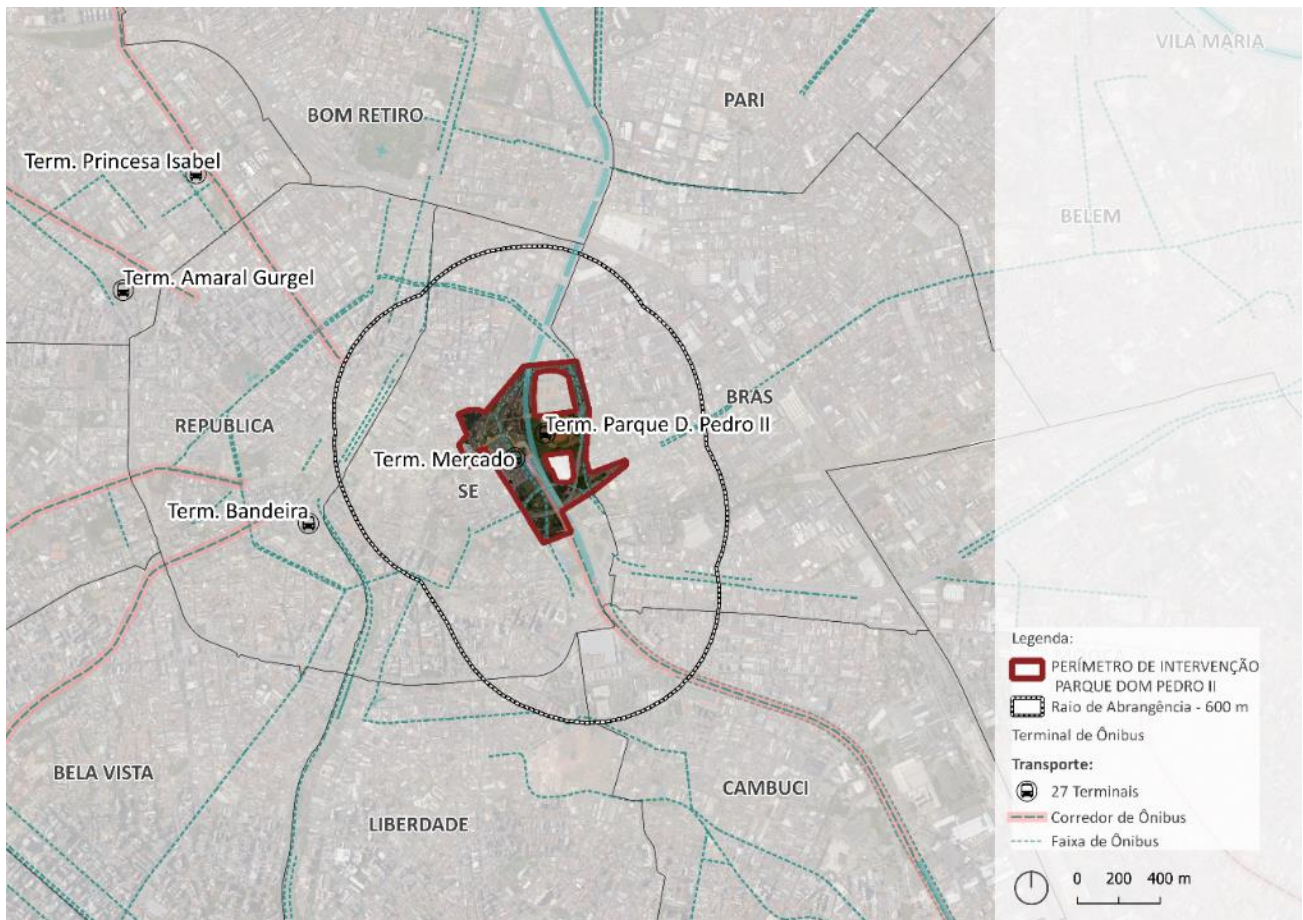 VILA MARIA
PARI
BOM RETIRO
Term. Princesa Isabel
BELEM
Term. Amaral Gurgel
BRAS
Term. Parque D. Pedro II
REPUBLICA
Term. Mercado
SE
Term. Bandeira
Legenda:
PERÍMETRO DE INTERVENÇÃO
PARQUE DOM PEDRO II
Raio de Abrangência - 600 m
Terminal de Ônibus
Transporte:
27 Terminais
Corredor de Ônibus
Faixa de Ônibus
0 200 400 m
BELA VISTA
CAMBUCI
LIBERDADE